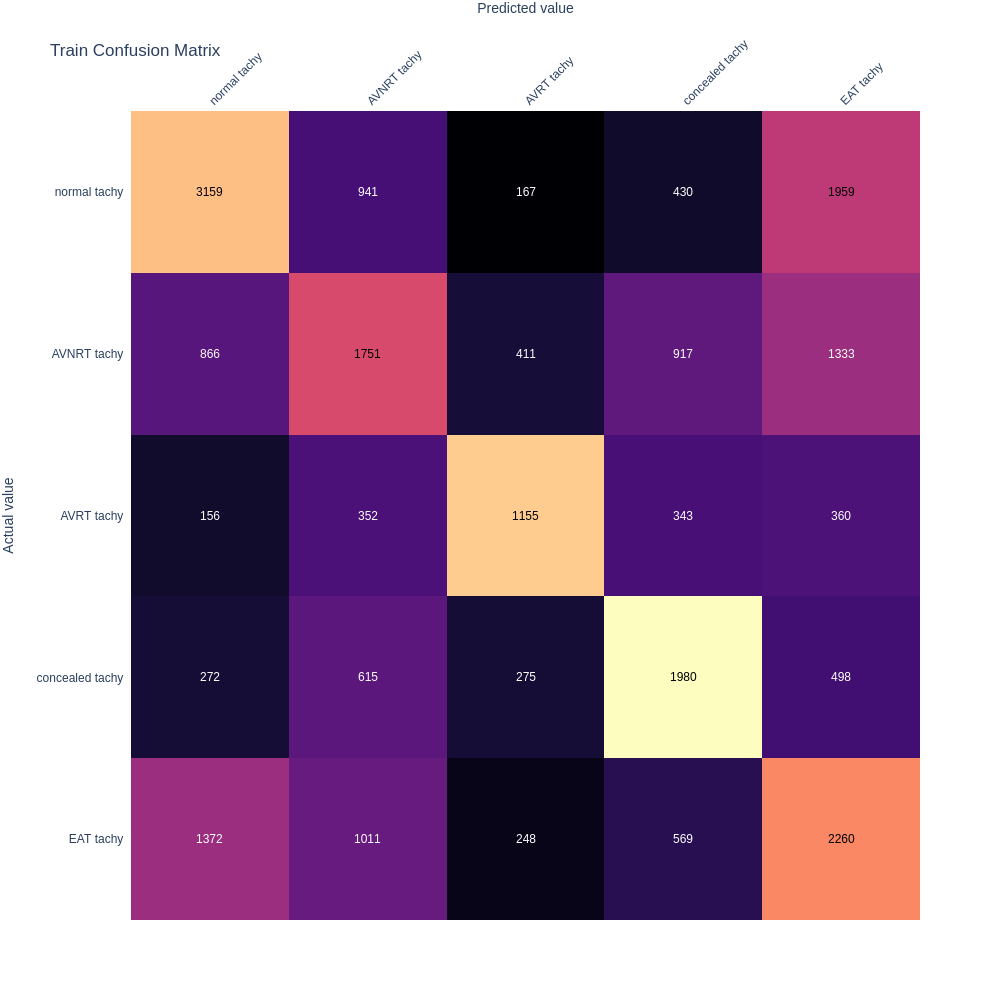 Predicted value
Train Confusion Matrix
normal tachy AVNRT tachy AVRT tachy concealed tachy EAT tachy
normal tachy 3159 941 167 430 1959
AVNRT tachy 866 1751 411 917 1333
Actual value
AVRT tachy 156 352 1155 343 360
concealed tachy 272 615 275 1980 498
EAT tachy 1372 1011 248 569 2260